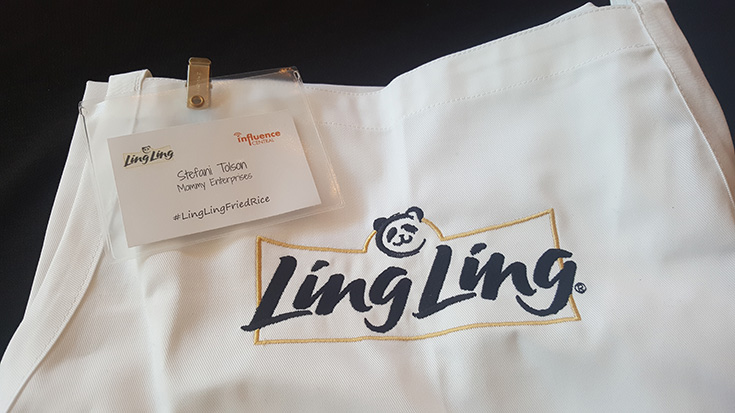 influence
CENTRAL
Ling Ling
Stefani Tolson
Mommy Enterprises
#LingLingFriedRice
Ling Ling®